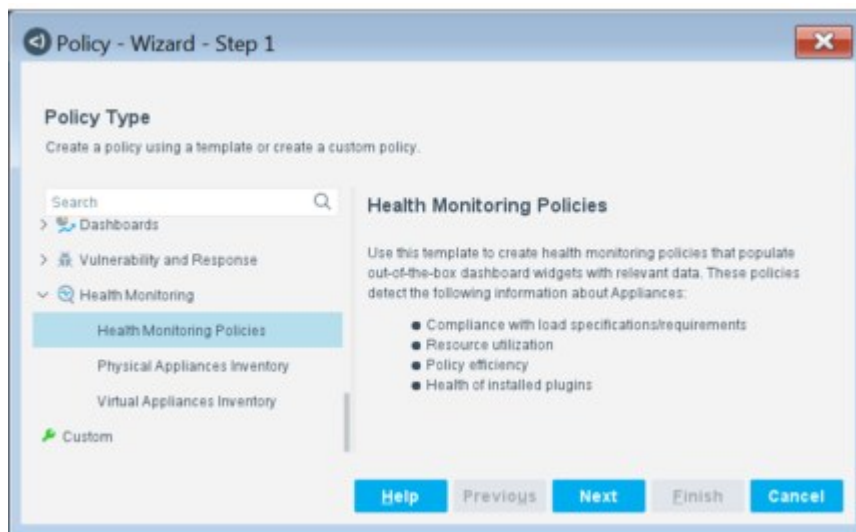 Policy - Wizard - Step 1
Policy Type
Create a policy using a template or create a custom policy.
Search
Dashboards
Vulnerability and Response
Health Monitoring
Health Monitoring Policies
Physical Appliances Inventory
Virtual Appliances Inventory
Custom
Health Monitoring Policies
Use this template to create health monitoring policies that populate
out-of-the-box dashboard widgets with relevant data. These policies
detect the following information about Appliances:
Compliance with load specifications/requirements
Resource utilization
Policy efficiency
Health of installed plugins
Help
Previous
Next
Finish
Cancel